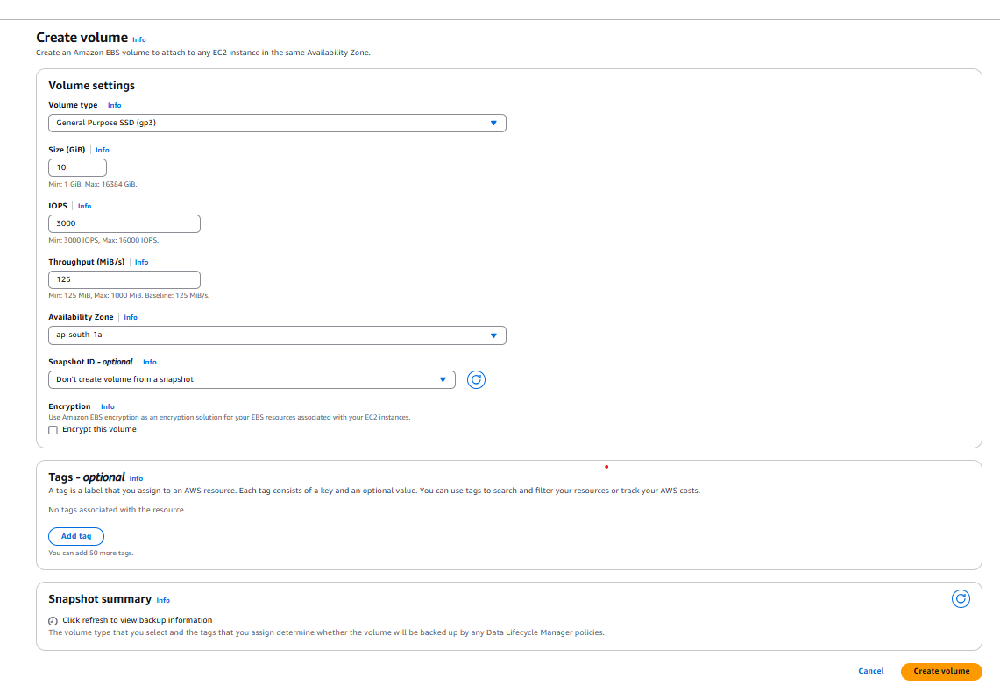 Create volume Info
Create an Amazon EBS volume to attach to any EC2 instance in the same Availability Zone.
Volume settings
Volume type Info
General Purpose SSD (gp3)
Size (GiB) Info
10
Min: 1 GiB, Max: 16384 GiB.
IOPS Info
3000
Min: 3000 IOPS, Max: 16000 IOPS.
Throughput (MiB/s) Info
125
Min: 125 MiB, Max: 1000 MiB. Baseline: 125 MiB/s.
Availability Zone Info
ap-south-1a
Snapshot ID - optional Info
Don't create volume from a snapshot
Encryption Info
Use Amazon EBS encryption as an encryption solution for your EBS resources associated with your EC2 instances.
Encrypt this volume
Tags - optional Info
A tag is a label that you assign to an AWS resource. Each tag consists of a key and an optional value. You can use tags to search and filter your resources or track your AWS costs.
No tags associated with the resource.
Add tag
You can add 50 more tags.
Snapshot summary Info
Click refresh to view backup information
The volume type that you select and the tags that you assign determine whether the volume will be backed up by any Data Lifecycle Manager policies.
Cancel Create volume